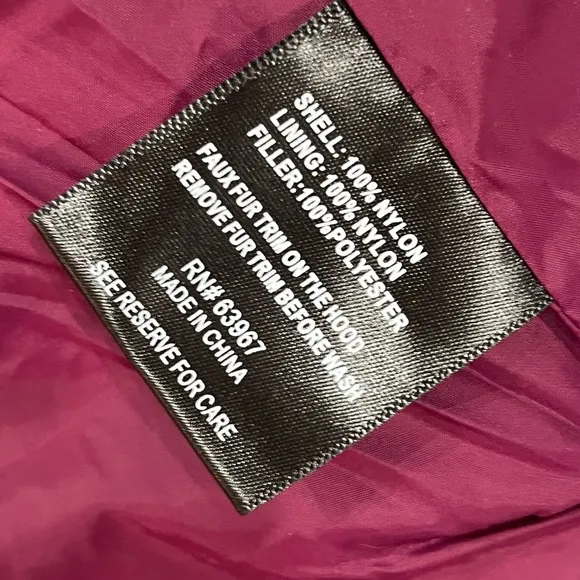 SHELL: 100% NYLON
LINING: 100% NYLON
FILLER:100%POLYESTER
FAUX FUR TRIM ON THE HOOD
REMOVE FUR TRIM BEFORE WASH
RN# 63967
MADE IN CHINA
SEE RESERVE FOR CARE